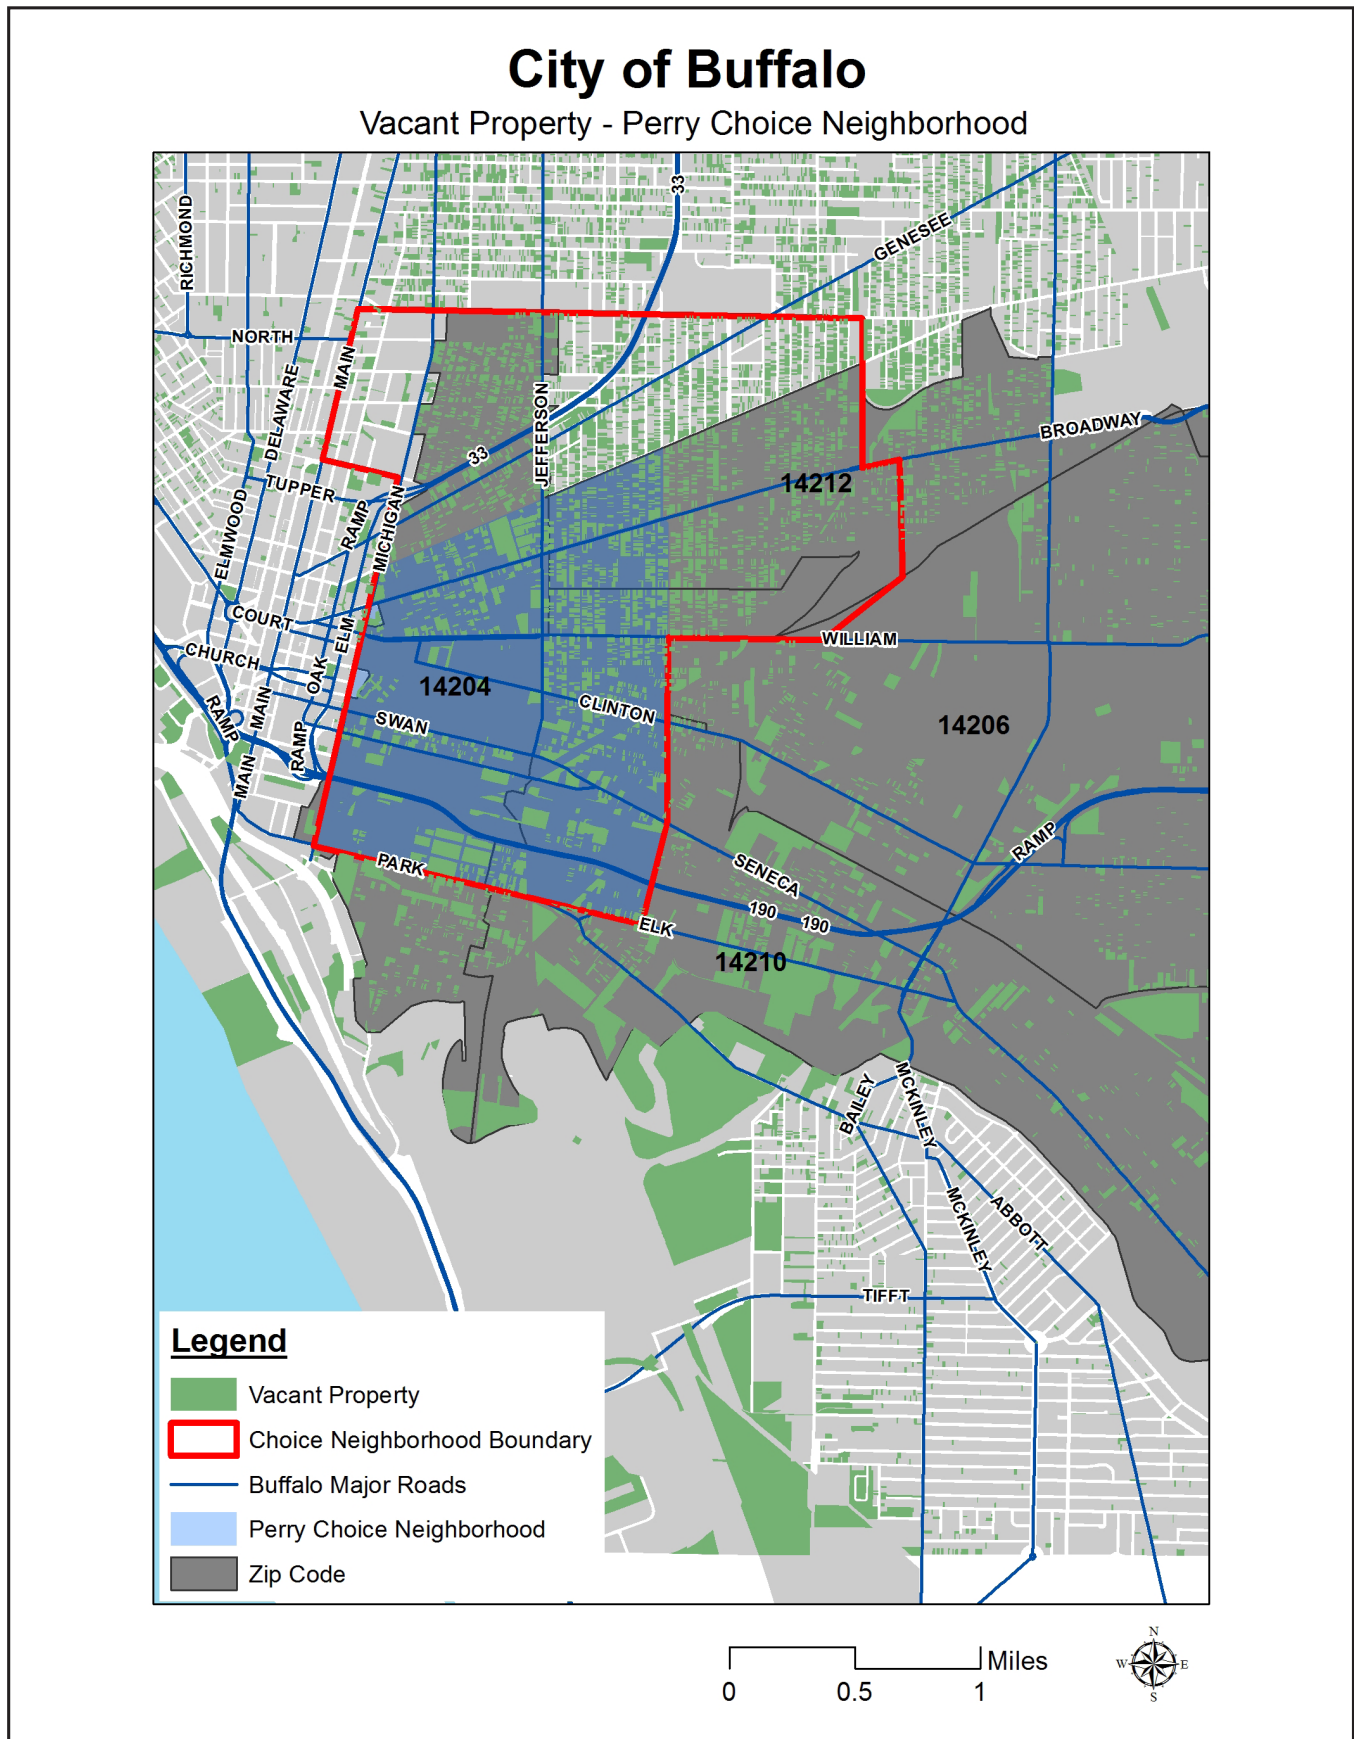 City of Buffalo
Vacant Property - Perry Choice Neighborhood
33
RICHMOND
GENESEE
NORTH
MAIN
DELAWARE
JEFFERSON
BROADWAY
33
14212
TUPPER
ELMWOOD
RAMP
MICHIGAN
COURT
ELM
WILLIAM
CHURCH
OAK
14204
CLINTON
14206
RAMP
MAIN
SWAN
RAMP
MAIN
RAMP
PARK
SENECA
190
190
ELK
14210
BAILEY
MCKINLEY
MCKINLEY
ABBOTT
TIFFT
Legend
Vacant Property
Choice Neighborhood Boundary
Buffalo Major Roads
Perry Choice Neighborhood
Zip Code
Miles
0 0.5 1
N
W E
S